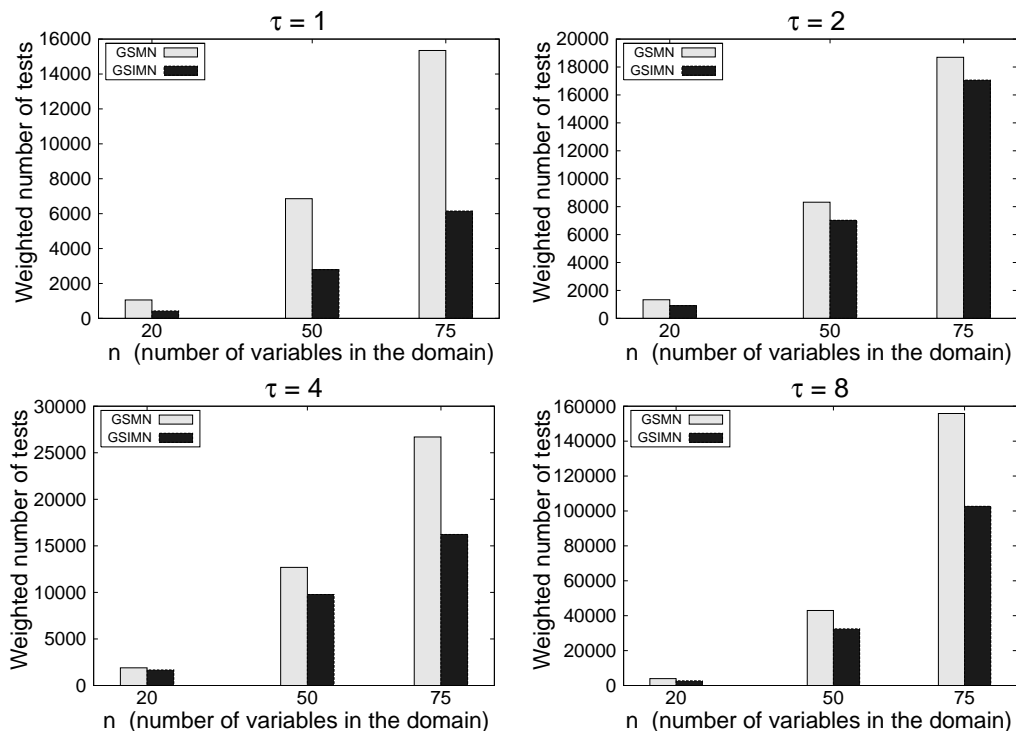 τ = 1
Weighted number of tests
16000
14000
12000
10000
8000
6000
4000
2000
0
GSMN
GSIMN
20
50
75
n (number of variables in the domain)
τ = 2
Weighted number of tests
20000
18000
16000
14000
12000
10000
8000
6000
4000
2000
0
GSMN
GSIMN
20
50
75
n (number of variables in the domain)
τ = 4
Weighted number of tests
30000
25000
20000
15000
10000
5000
0
GSMN
GSIMN
20
50
75
n (number of variables in the domain)
τ = 8
Weighted number of tests
160000
140000
120000
100000
80000
60000
40000
20000
0
GSMN
GSIMN
20
50
75
n (number of variables in the domain)